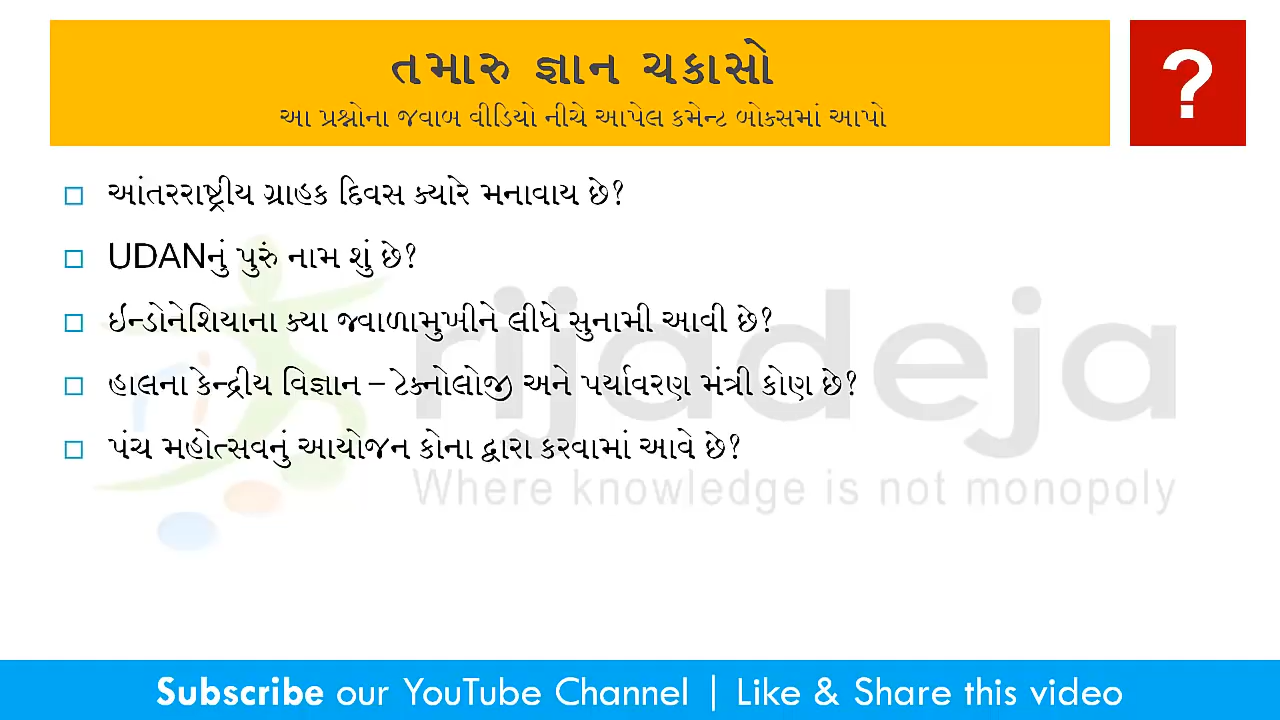 તમારુ જ્ઞાન ચકાસો
?
આ પ્રશ્નોના જવાબ વીડિયો નીચે આપેલ કમેન્ટ બોક્સમાં આપો
આંતરરાષ્ટ્રીય ગ્રાહક દિવસ ક્યારે મનાવાય છે?
UDANનું પુરું નામ શું છે?
ઇન્ડોનેશિયાના ક્યા જ્વાળામુખીને લીધે સુનામી આવી છે?
હાલના કેન્દ્રીય વિજ્ઞાન – ટેક્નોલોજી અને પર્યાવરણ મંત્રી કોણ છે?
પંચ મહોત્સવનું આયોજન કોના દ્વારા કરવામાં આવે છે?
rijadeja
Where knowledge is not monopoly
Subscribe our YouTube Channel | Like & Share this video